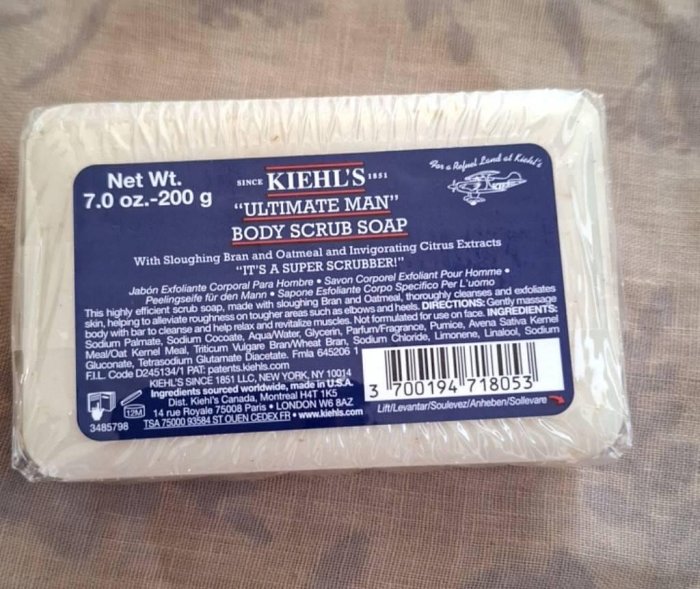 Net Wt.
7.0 oz.-200 g
SINCE KIEHL'S 1851
"ULTIMATE MAN"
BODY SCRUB SOAP
For a Refuel Land at Kiehl's
With Sloughing Bran and Oatmeal and Invigorating Citrus Extracts
"IT'S A SUPER SCRUBBER!"
Jabón Exfoliante Corporal Para Hombre • Savon Corporel Exfoliant Pour Homme •
Peelingseife für den Mann • Sapone Esfoliante Corpo Specifico Per L'uomo
This highly efficient scrub soap, made with sloughing Bran and Oatmeal, thoroughly cleanses and exfoliates
skin, helping to alleviate roughness on tougher areas such as elbows and heels. DIRECTIONS: Gently massage
body with bar to cleanse and help relax and revitalize muscles. Not formulated for use on face. INGREDIENTS:
Sodium Palmate, Sodium Cocoate, Aqua/Water, Glycerin, Parfum/Fragrance, Pumice, Avena Sativa Kernel
Meal/Oat Kernel Meal, Triticum Vulgare Bran/Wheat Bran, Sodium Chloride, Limonene, Linalool, Sodium
Gluconate, Tetrasodium Glutamate Diacetate. Fmla 645206 1
F.I.L. Code D245134/1 PAT: patents.kiehls.com
KIEHL'S SINCE 1851 LLC, NEW YORK, NY 10014
Ingredients sourced worldwide, made in U.S.A.
Dist. Kiehl's Canada, Montreal H4T 1K5
14 rue Royale 75008 Paris • LONDON W6 8AZ
TSA 75000 93584 ST OUEN CEDEX FR • www.kiehls.com
12M
3485798
3 700194 718053
Lift/Levantar/Soulevez/Anheben/Sollevare